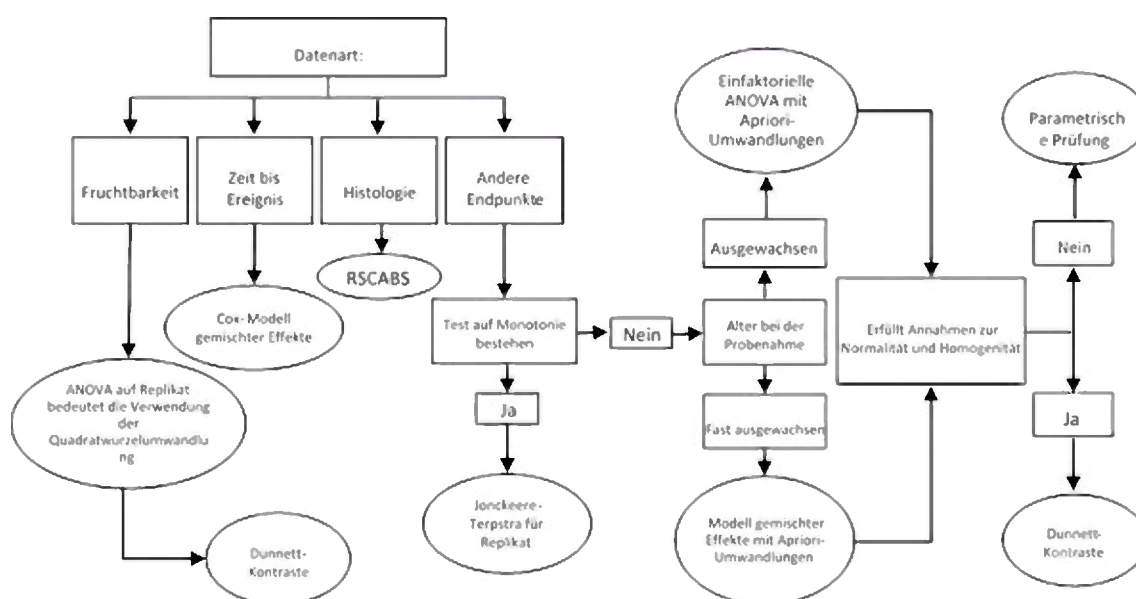 Datenart:
Fruchtbarkeit
Zeit bis
Ereignis
Histologie
Andere
Endpunkte
RSCABS
Cox-Modell
gemischter Effekte
ANOVA auf Replikat
bedeutet die Verwendung
der
Quadratwurzelumwandlu
ng
Dunnett-
Kontraste
Test auf Monotonie
bestehen
Ja
Jonckeere-
Terpstra für
Replikat
Nein
Alter bei der
Probenahme
Ausgewachsen
Einfaktorielle
ANOVA mit
Apriori-
Umwandlungen
Fast ausgewachsen
Modell gemischter
Effekte mit Apriori-
Umwandlungen
Erfüllt Annahmen zur
Normalität und Homogenität
Nein
Parametrisch
e Prüfung
Ja
Dunnett-
Kontraste